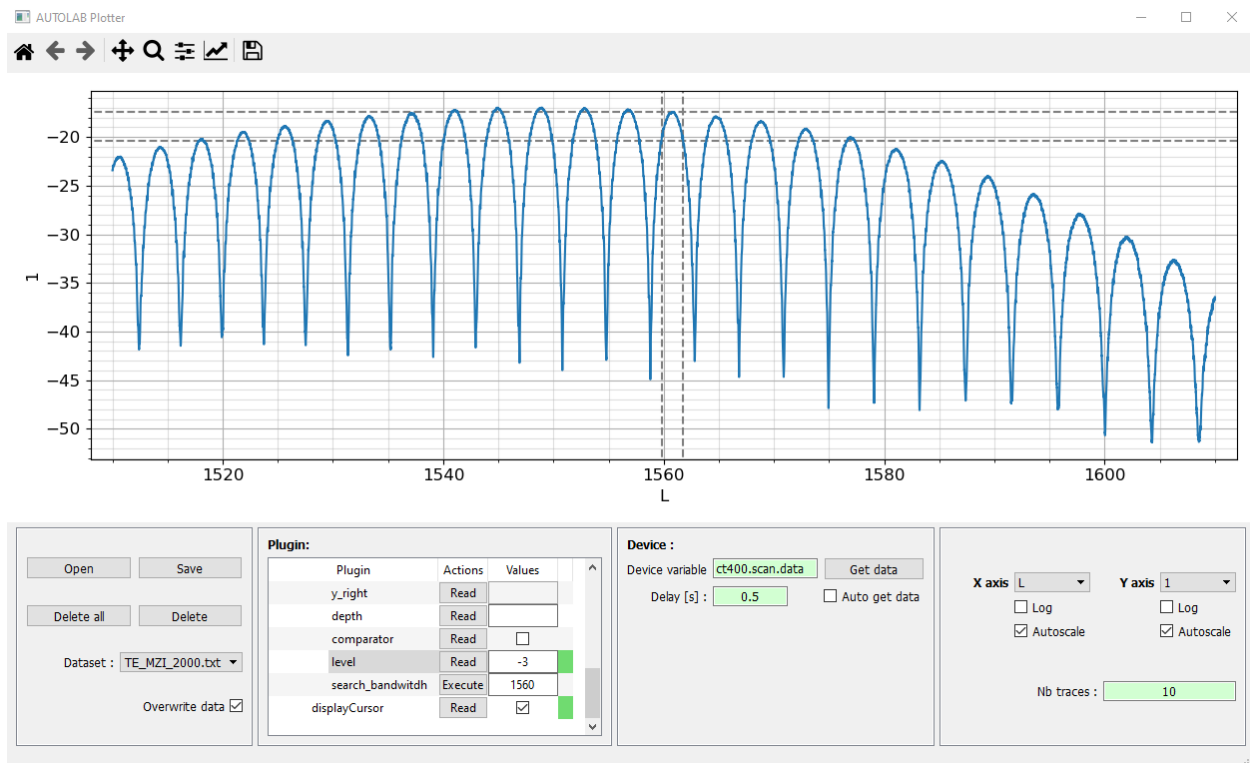 AUTOLAB Plotter
−20
−25
−30
−35
−40
−45
−50
1
1520 1540 1560 1580 1600
L
Open Save
Delete all Delete
Dataset : TE_MZI_2000.txt
Overwrite data
Plugin:
Plugin Actions Values
y_right Read
depth Read
comparator Read
level Read -3
search_bandwitdh Execute 1560
displayCursor Read
Device :
Device variable ct400.scan.data Get data
Delay [s] : 0.5 Auto get data
X axis L Y axis 1
Log Log
Autoscale Autoscale
Nb traces : 10